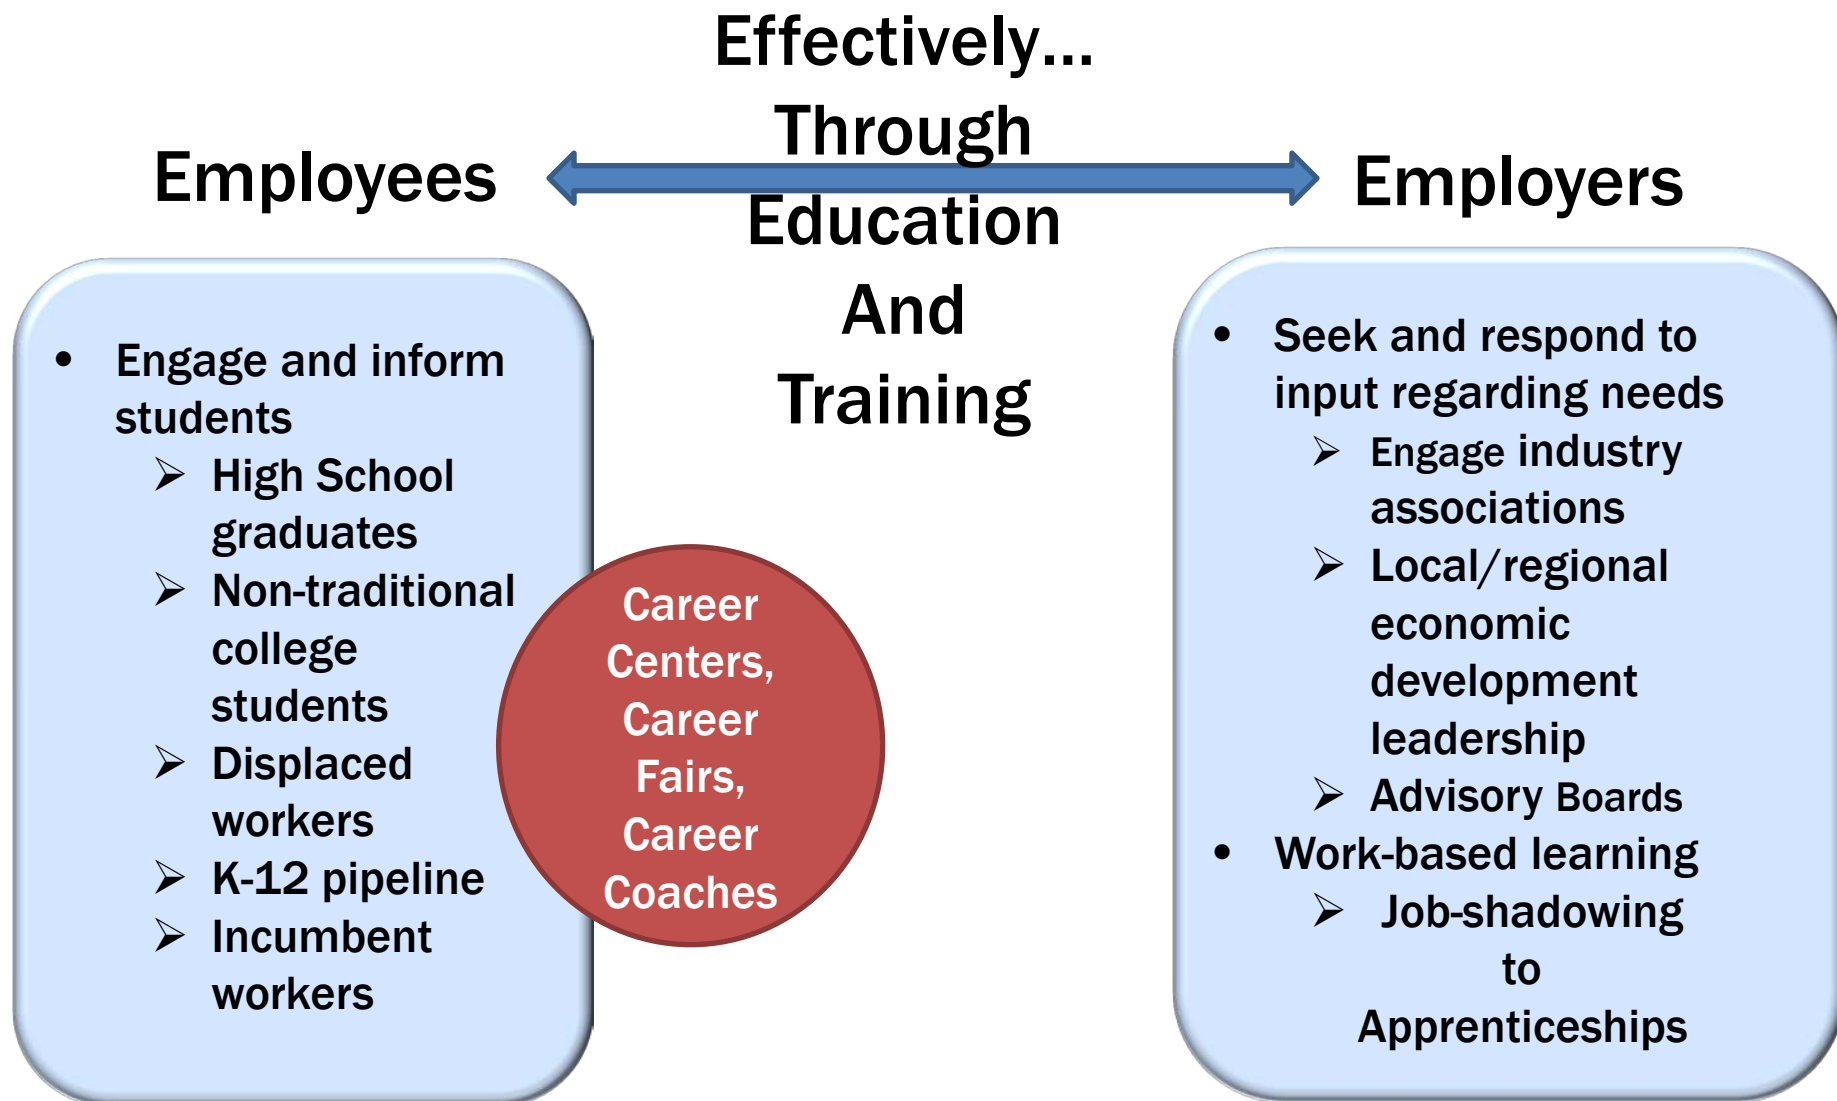 Effectively...
Through
Education
And
Training
Employees
Employers
• Engage and inform
students
➢ High School
graduates
➢ Non-traditional
college
students
➢ Displaced
workers
➢ K-12 pipeline
➢ Incumbent
workers
Career
Centers,
Career
Fairs,
Career
Coaches
• Seek and respond to
input regarding needs
➢ Engage industry
associations
➢ Local/regional
economic
development
leadership
➢ Advisory Boards
• Work-based learning
➢ Job-shadowing
to
Apprenticeships